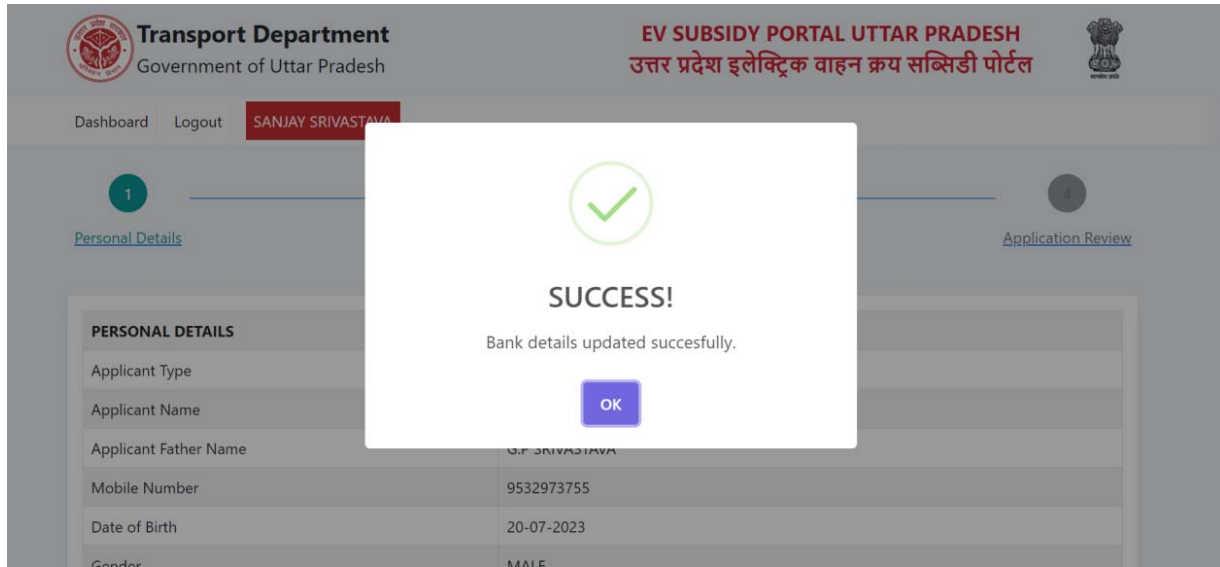 Transport Department
Government of Uttar Pradesh
EV SUBSIDY PORTAL UTTAR PRADESH
उत्तर प्रदेश इलेक्ट्रिक वाहन क्रय सब्सिडी पोर्टल
Dashboard Logout SANJAY SRIVASTAVA
1
4
Personal Details
Application Review
SUCCESS!
Bank details updated succesfully.
OK
PERSONAL DETAILS
Applicant Type
Applicant Name
Applicant Father Name G.P SRIVASTAVA
Mobile Number 9532973755
Date of Birth 20-07-2023
Gender MALE